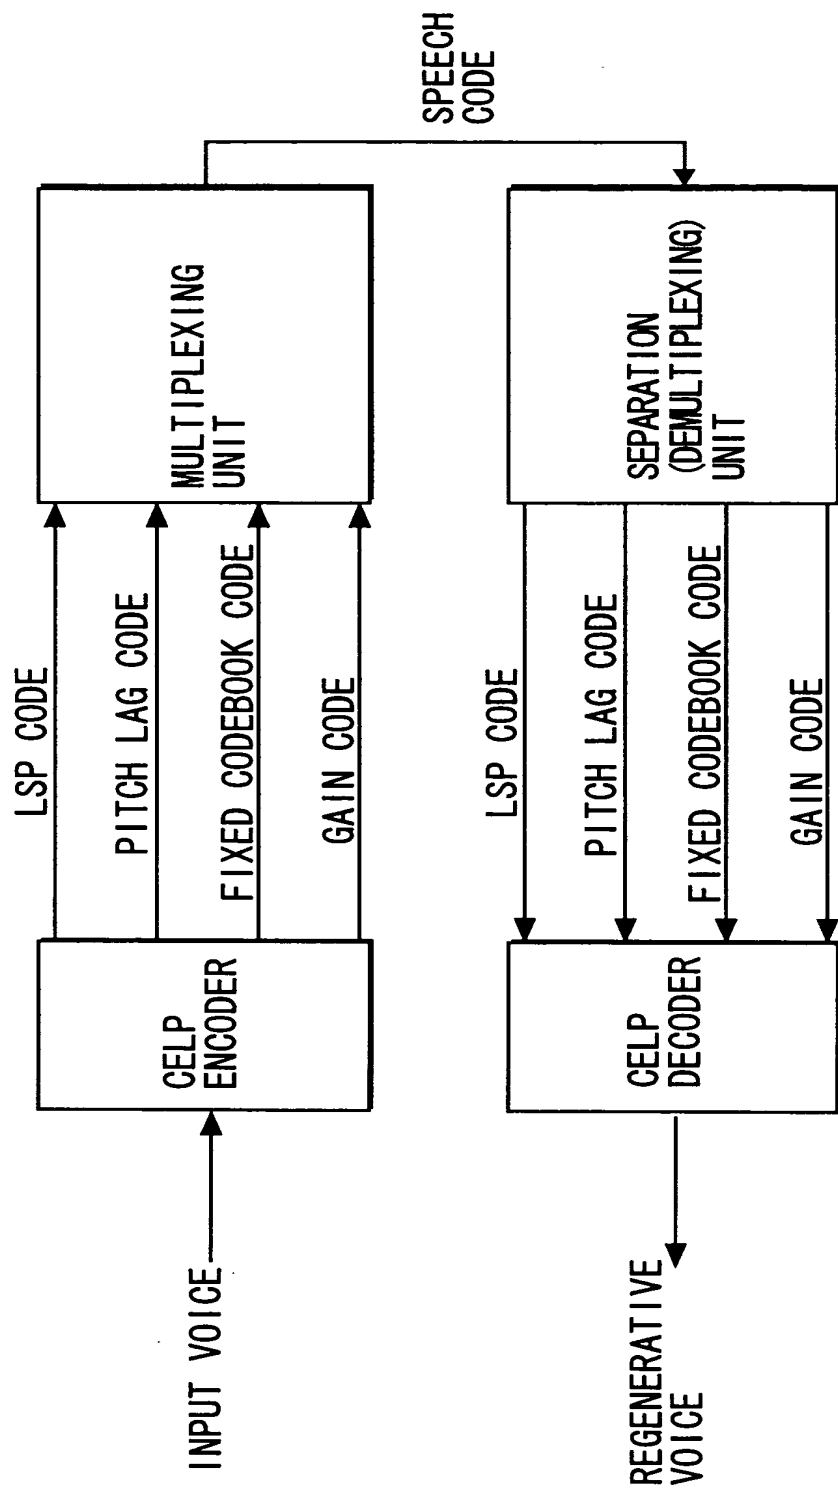 INPUT VOICE
CELP
ENCODER
LSP CODE
PITCH LAG CODE
FIXED CODEBOOK CODE
GAIN CODE
MULTIPLEXING
UNIT
SPEECH
CODE
SEPARATION
(DEMULTIPLEXING)
UNIT
LSP CODE
PITCH LAG CODE
FIXED CODEBOOK CODE
GAIN CODE
CELP
DECODER
REGENERATIVE
VOICE